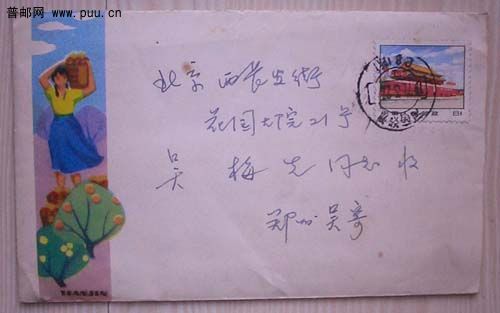 普邮网 www.puu.cn
北京西长安街
花园大院21号
吴梅先同志收
郑州吴寄
TIANJIN